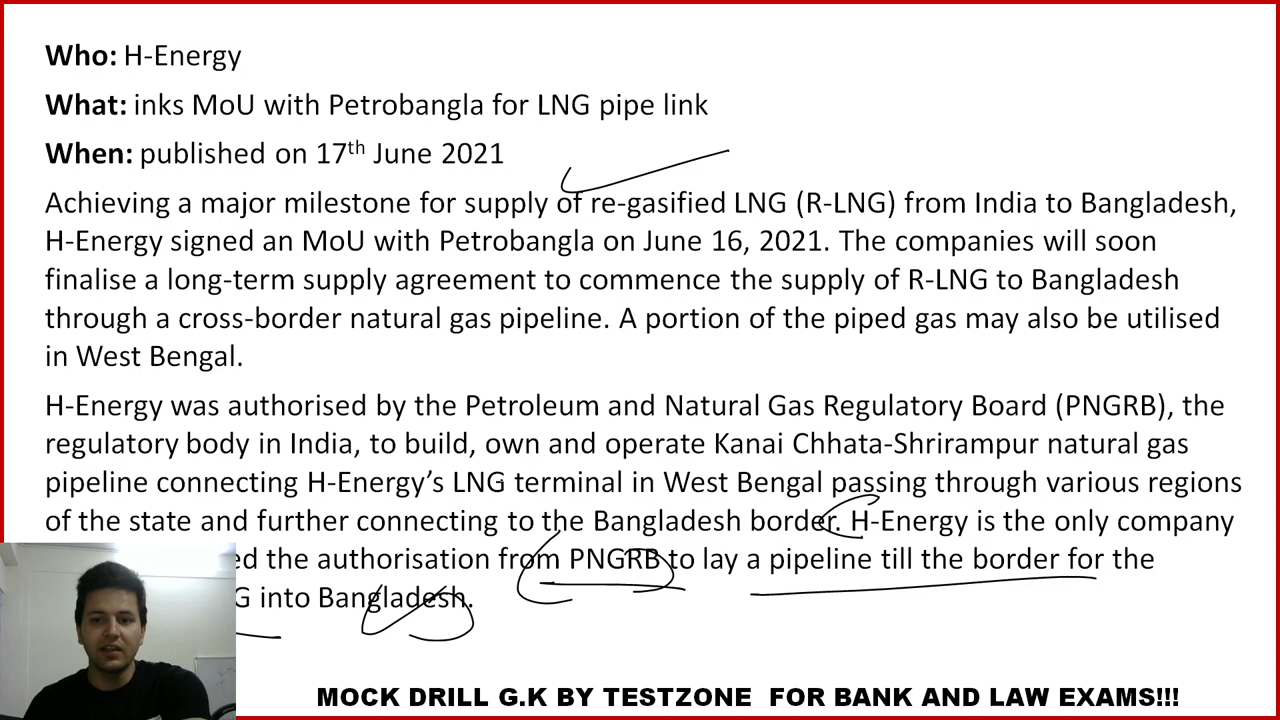 Who: H-Energy
What: inks MoU with Petrobangla for LNG pipe link
When: published on 17th June 2021
Achieving a major milestone for supply of re-gasified LNG (R-LNG) from India to Bangladesh,
H-Energy signed an MoU with Petrobangla on June 16, 2021. The companies will soon
finalise a long-term supply agreement to commence the supply of R-LNG to Bangladesh
through a cross-border natural gas pipeline. A portion of the piped gas may also be utilised
in West Bengal.
H-Energy was authorised by the Petroleum and Natural Gas Regulatory Board (PNGRB), the
regulatory body in India, to build, own and operate Kanai Chhata-Shrirampur natural gas
pipeline connecting H-Energy’s LNG terminal in West Bengal passing through various regions
of the state and further connecting to the Bangladesh border. H-Energy is the only company
ed the authorisation from PNGRB to lay a pipeline till the border for the
G into Bangladesh.
MOCK DRILL G.K BY TESTZONE FOR BANK AND LAW EXAMS!!!